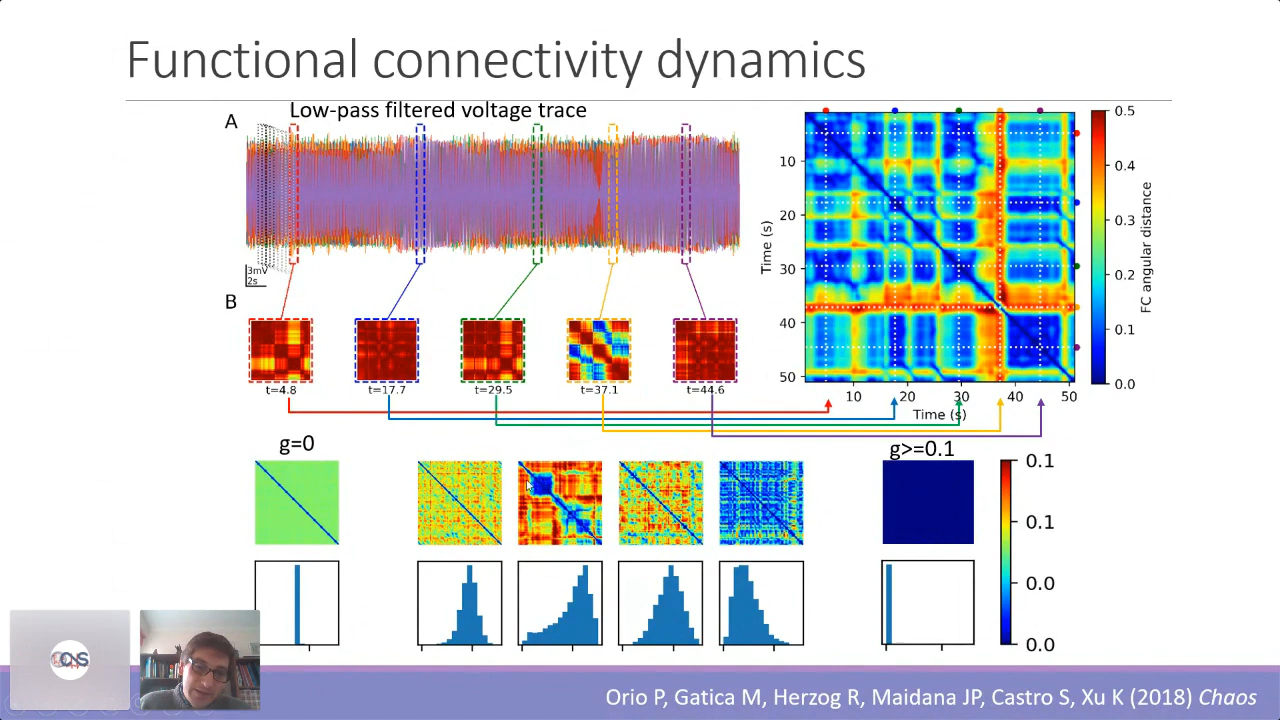 Functional connectivity dynamics
Low-pass filtered voltage trace
A
3mV
2s
B
t=4.8
t=17.7
t=29.5
t=37.1
t=44.6
Time (s)
10
20
30
40
50
10
20
30
40
50
Time (s)
0.5
0.4
0.3
0.2
0.1
0.0
FC angular distance
g=0
g>=0.1
0.1
0.1
0.0
0.0
Orio P, Gatica M, Herzog R, Maidana JP, Castro S, Xu K (2018) Chaos